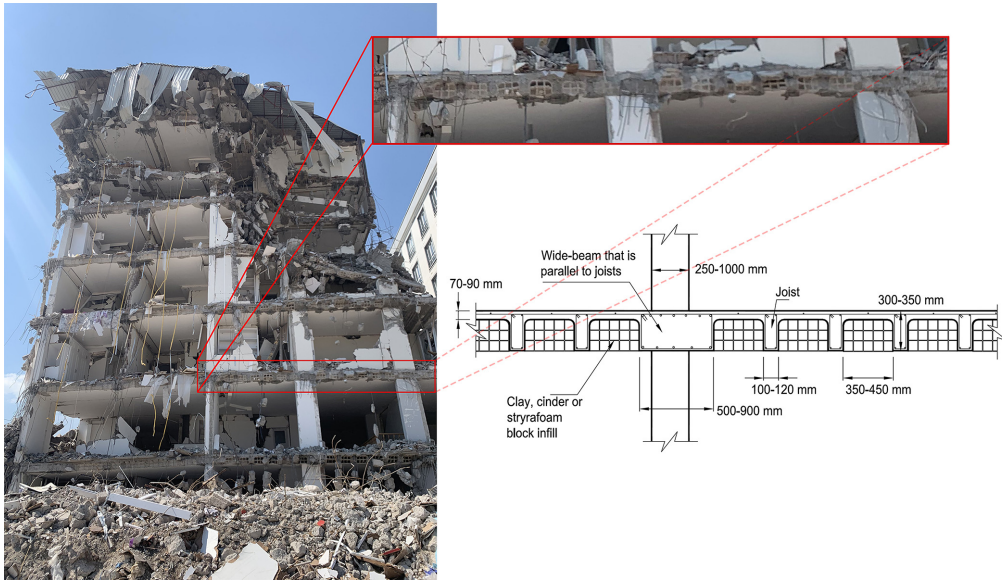 Wide-beam that is
parallel to joists
250-1000 mm
70-90 mm
Joist
300-350 mm
100-120 mm
350-450 mm
Clay, cinder or
stryrafoam
block infill
500-900 mm